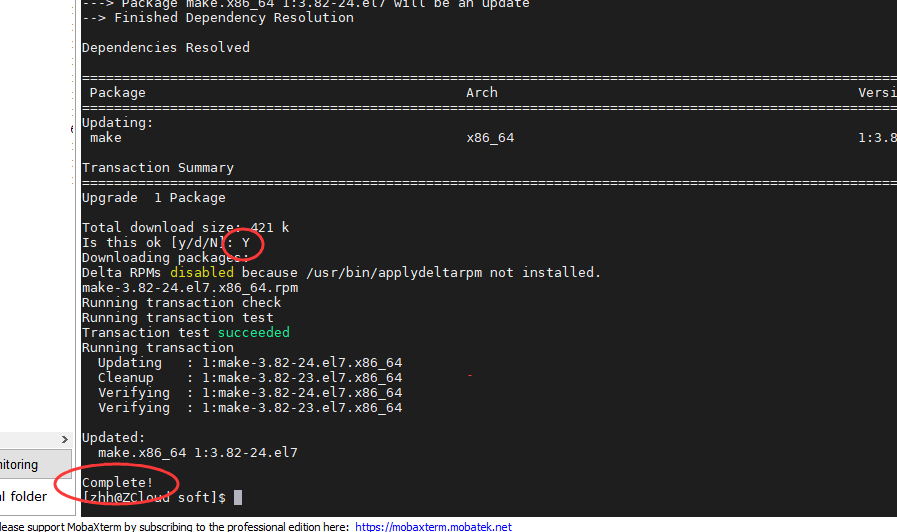 ---> Package make.x86_64 1:3.82-24.el7 will be an update
--> Finished Dependency Resolution
Dependencies Resolved
================================================================================
Package Arch Versi
================================================================================
Updating:
make x86_64 1:3.8
Transaction Summary
================================================================================
Upgrade 1 Package
Total download size: 421 k
Is this ok [y/d/N]: Y
Downloading packages:
Delta RPMs disabled because /usr/bin/applydeltarpm not installed.
make-3.82-24.el7.x86_64.rpm
Running transaction check
Running transaction test
Transaction test succeeded
Running transaction
Updating : 1:make-3.82-24.el7.x86_64
Cleanup : 1:make-3.82-23.el7.x86_64
Verifying : 1:make-3.82-24.el7.x86_64
Verifying : 1:make-3.82-23.el7.x86_64
Updated:
make.x86_64 1:3.82-24.el7
Complete!
[zhh@ZCloud soft]$
>
nitoring
al folder
lease support MobaXterm by subscribing to the professional edition here: https://mobaxterm.mobatek.net